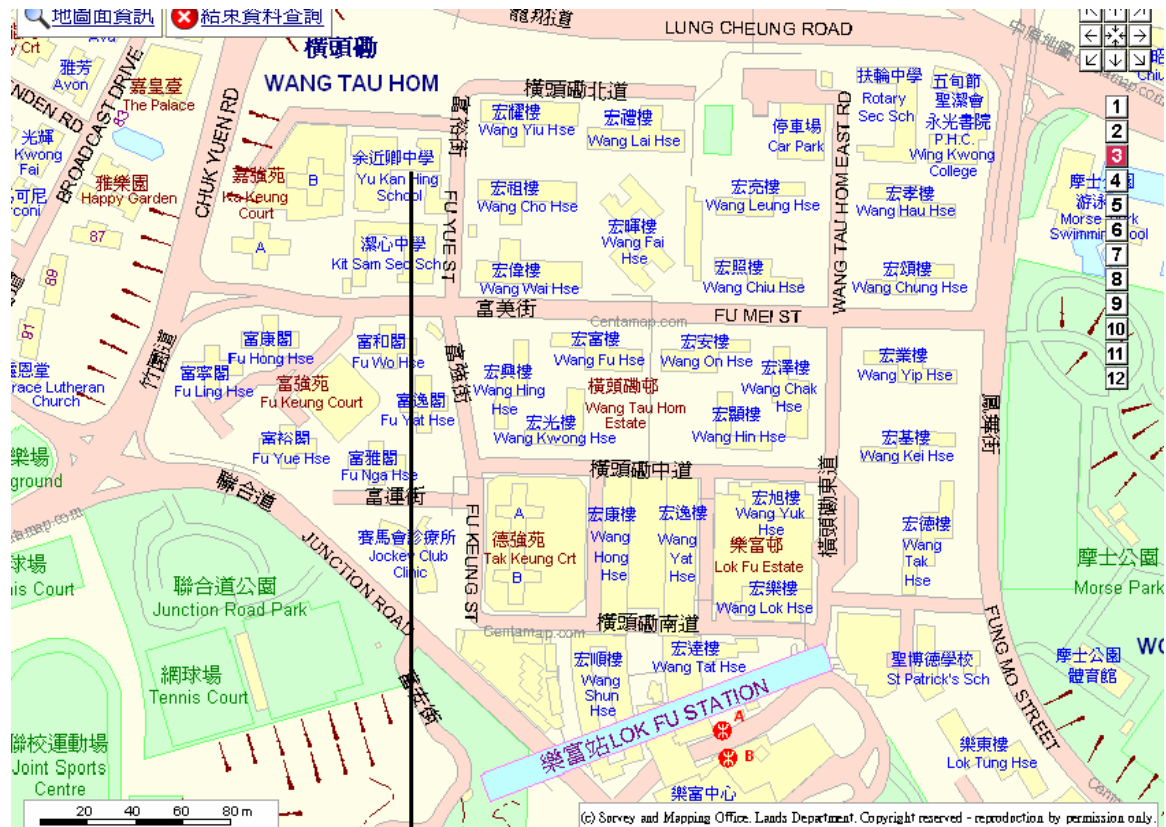 地圖面資訊
結束資料查詢
龍翔道
LUNG CHEUNG ROAD
中原地圖
橫頭磡
WANG TAU HOM
雅芳
Avon
嘉皇臺
The Palace
83
BROADCAST DRIVE
CHUK YUEN RD
光輝
Kwong
Fai
雅樂園
Happy Garden
87
89
81
嘉強苑
Ka Keung
Court
B
A
余近卿中學
Yu Kan Hing
School
潔心中學
Kit Sam Sec Sch
富裕街
FU YUE ST
橫頭磡北道
宏耀樓
Wang Yiu Hse
宏禮樓
Wang Lai Hse
停車場
Car Park
扶輪中學
Rotary
Sec Sch
五旬節
聖潔會
永光書院
P.H.C.
Wing Kwong
College
WANG TAU HOM EAST RD
宏祖樓
Wang Cho Hse
宏暉樓
Wang Fai
Hse
宏亮樓
Wang Leung Hse
宏孝樓
Wang Hau Hse
宏偉樓
Wang Wai Hse
宏照樓
Wang Chiu Hse
宏頌樓
Wang Chung Hse
1
2
3
4
5
6
7
8
9
10
11
12
富美街
FU MEI ST
Centamap.com
竹園道
富康閣
Fu Hong Hse
富寧閣
Fu Ling Hse
富強苑
Fu Keung Court
富和閣
Fu Wo Hse
富逸閣
Fu Yat Hse
富裕閣
Fu Yue Hse
富雅閣
Fu Nga Hse
富強街
宏興樓
Wang Hing
Hse
宏富樓
Wang Fu Hse
宏安樓
Wang On Hse
宏澤樓
Wang Chak
Hse
宏業樓
Wang Yip Hse
橫頭磡邨
Wang Tau Hom
Estate
宏光樓
Wang Kwong Hse
宏顯樓
Wang Hin Hse
宏基樓
Wang Kei Hse
鳳舞街
Church
橫頭磡中道
橫頭磡東道
聯合道
富運街
賽馬會診療所
Jockey Club
Clinic
JUNCTION ROAD
FU KEUNG ST
A
德強苑
Tak Keung Crt
B
宏康樓
Wang
Hong
Hse
宏逸樓
Wang
Yat
Hse
宏旭樓
Wang Yuk
Hse
樂富邨
Lok Fu Estate
宏樂樓
Wang Lok Hse
宏德樓
Wang
Tak
Hse
摩士公園
Morse Park
聯合道公園
Junction Road Park
網球場
Tennis Court
橫頭磡南道
Centamap.com
宏順樓
Wang
Shun
Hse
宏達樓
Wang Tat Hse
聖博德學校
St Patrick's Sch
FUNG MO STREET
摩士公園
體育館
樂富站LOK FU STATION
A
B
樂東樓
Lok Tung Hse
樂富中心
聯校運動場
Joint Sports
Centre
20 40 60 80 m
(c) Survey and Mapping Office, Lands Department. Copyright reserved - reproduction by permission only.